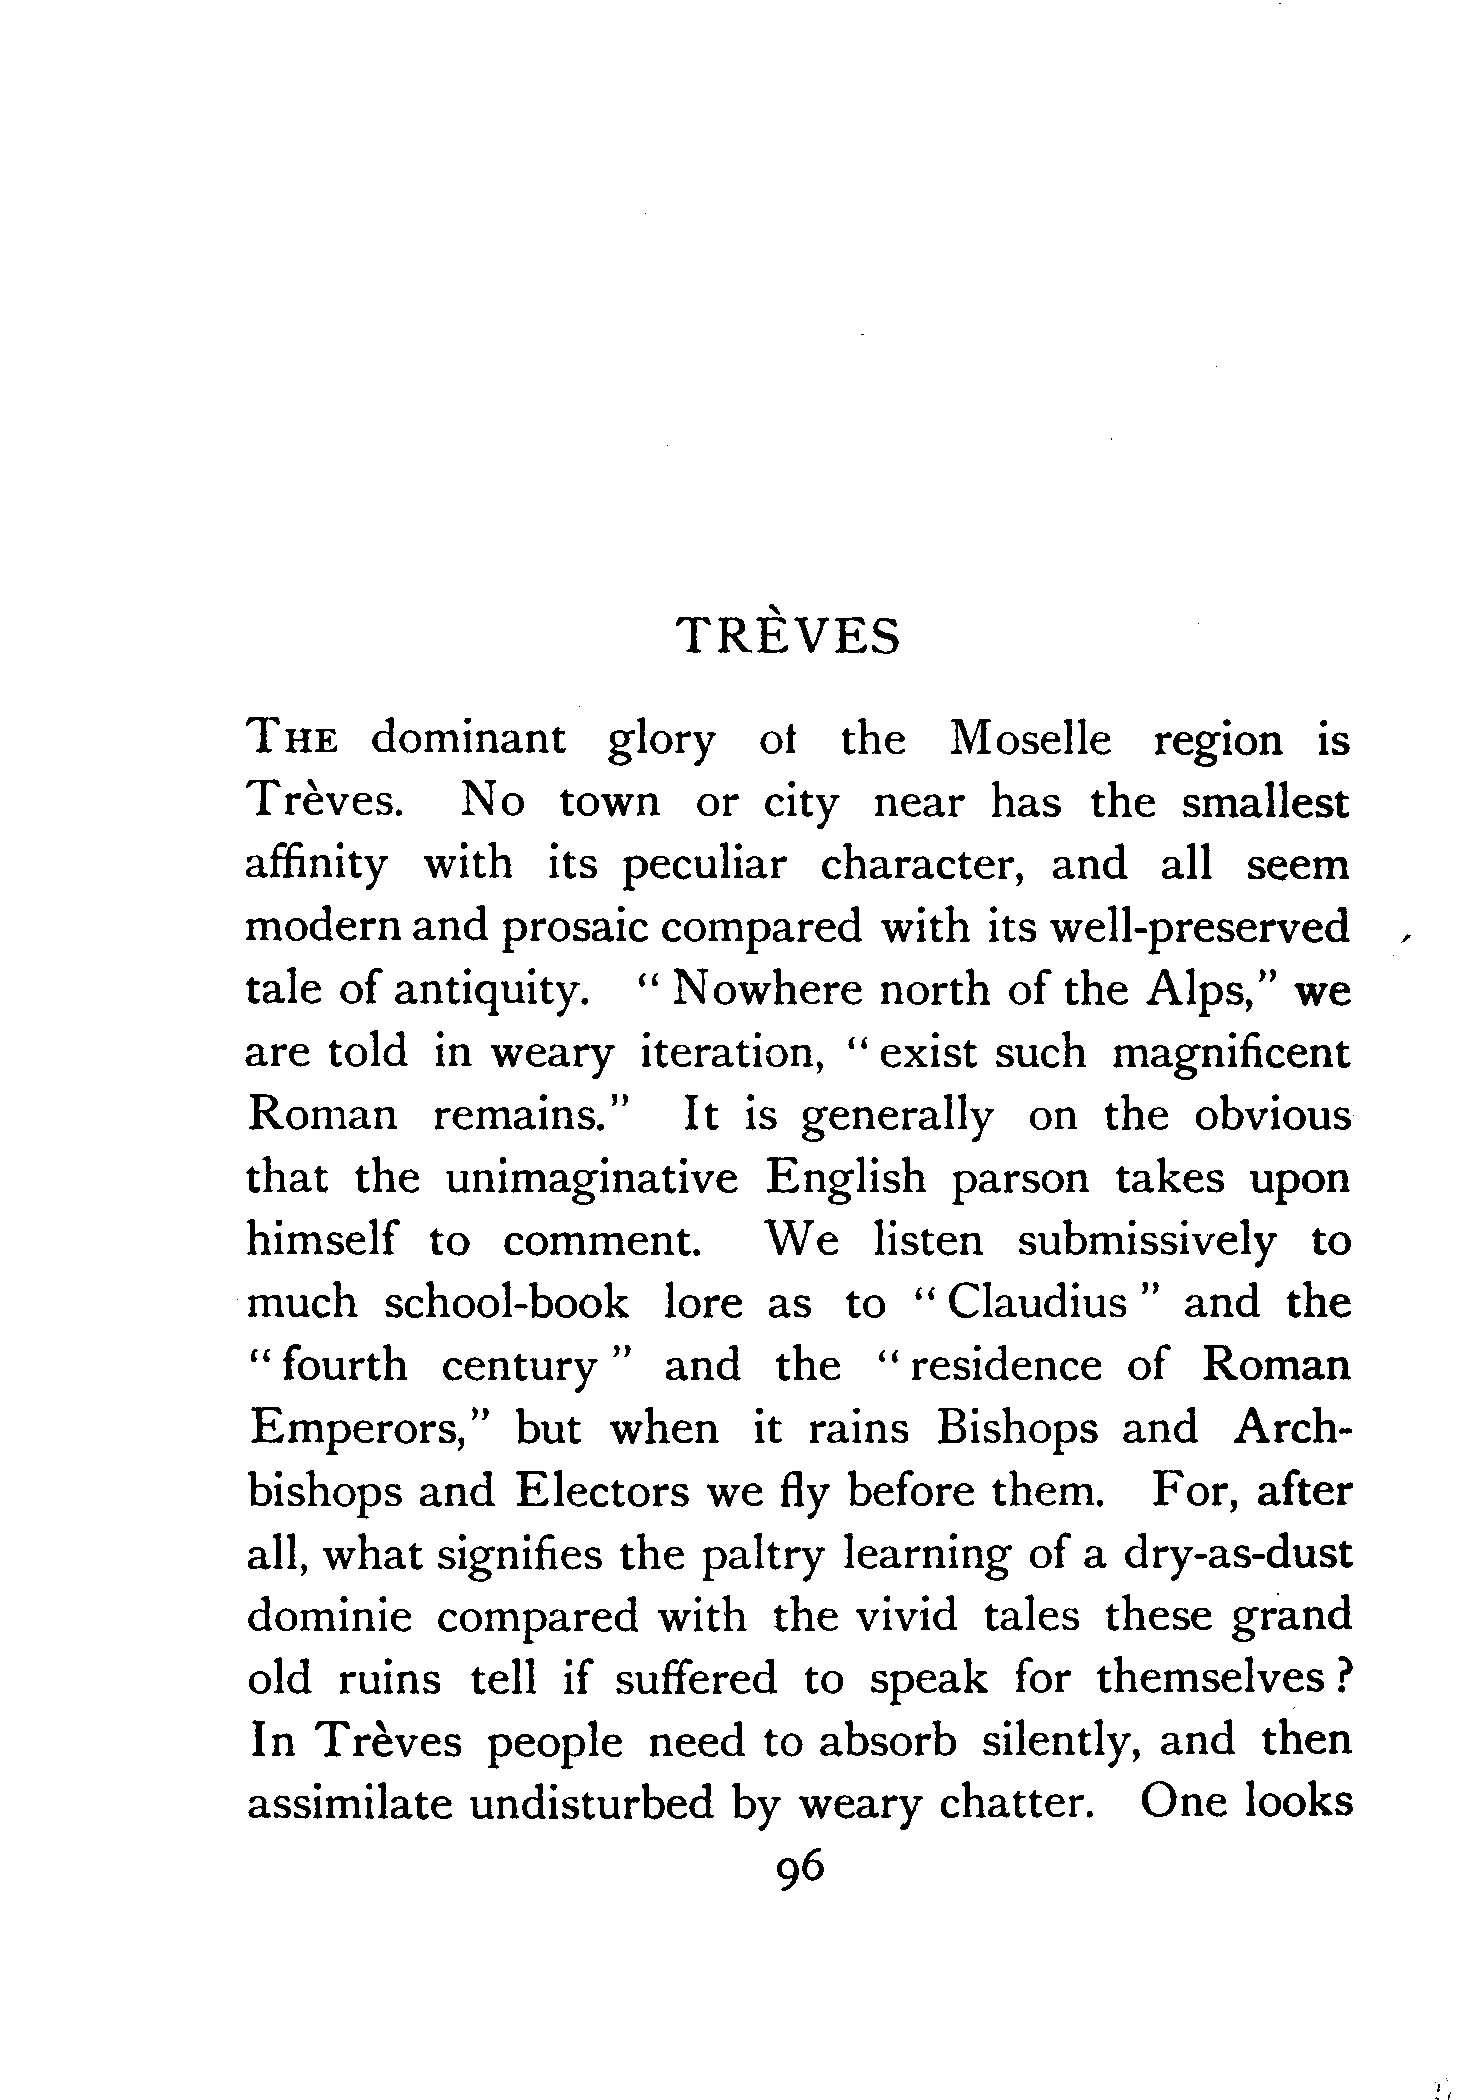 TRÈVES
THE dominant glory of the Moselle region is
Trèves. No town or city near has the smallest
affinity with its peculiar character, and all seem
modern and prosaic compared with its well-preserved
tale of antiquity. “ Nowhere north of the Alps,” we
are told in weary iteration, “ exist such magnificent
Roman remains.” It is generally on the obvious
that the unimaginative English parson takes upon
himself to comment. We listen submissively to
much school-book lore as to “ Claudius ” and the
“ fourth century ” and the “ residence of Roman
Emperors,” but when it rains Bishops and Arch-
bishops and Electors we fly before them. For, after
all, what signifies the paltry learning of a dry-as-dust
dominie compared with the vivid tales these grand
old ruins tell if suffered to speak for themselves ?
In Trèves people need to absorb silently, and then
assimilate undisturbed by weary chatter. One looks
96